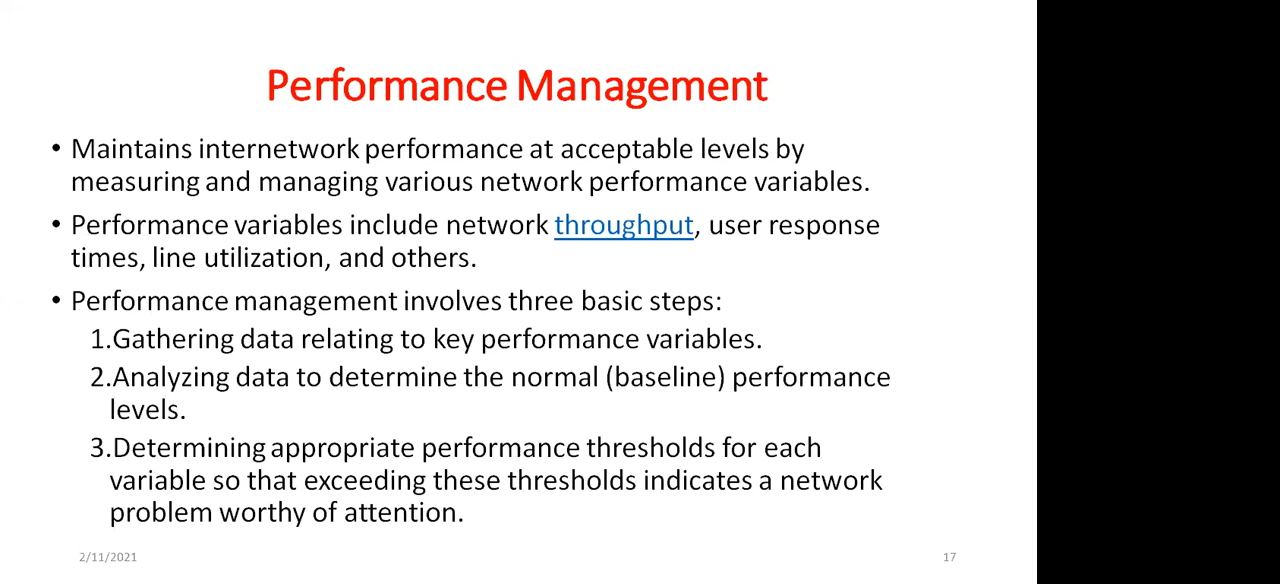 Performance Management
• Maintains internetwork performance at acceptable levels by
measuring and managing various network performance variables.
• Performance variables include network throughput, user response
times, line utilization, and others.
• Performance management involves three basic steps:
1.Gathering data relating to key performance variables.
2.Analyzing data to determine the normal (baseline) performance
levels.
3.Determining appropriate performance thresholds for each
variable so that exceeding these thresholds indicates a network
problem worthy of attention.
2/11/2021 17